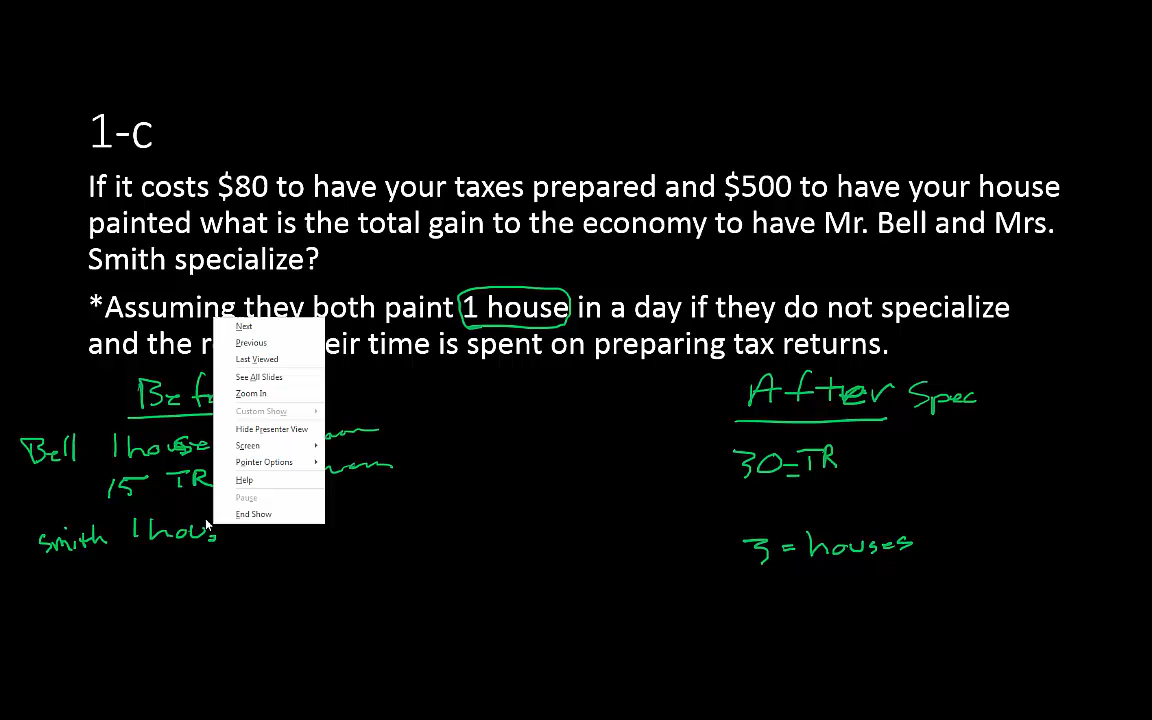 1-c
If it costs $80 to have your taxes prepared and $500 to have your house
painted what is the total gain to the economy to have Mr. Bell and Mrs.
Smith specialize?
*Assuming they both paint 1 house in a day if they do not specialize
and the r eir time is spent on preparing tax returns.
Next
Previous
Last Viewed
See All Slides
Zoom In
Custom Show
Hide Presenter View
Screen
Pointer Options
Help
Pause
End Show
Bef
Bell 1 house
15 TR
smith 1 hous
After Spec
30 = TR
3 = houses